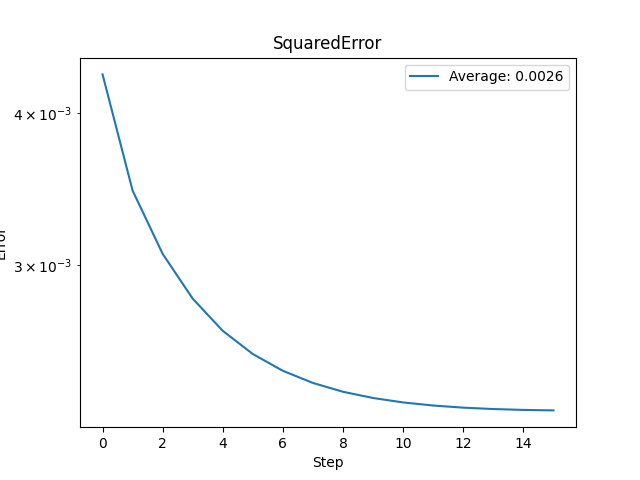 SquaredError
Average: 0.0026
4 × 10⁻³
3 × 10⁻³
Error
0 2 4 6 8 10 12 14
Step